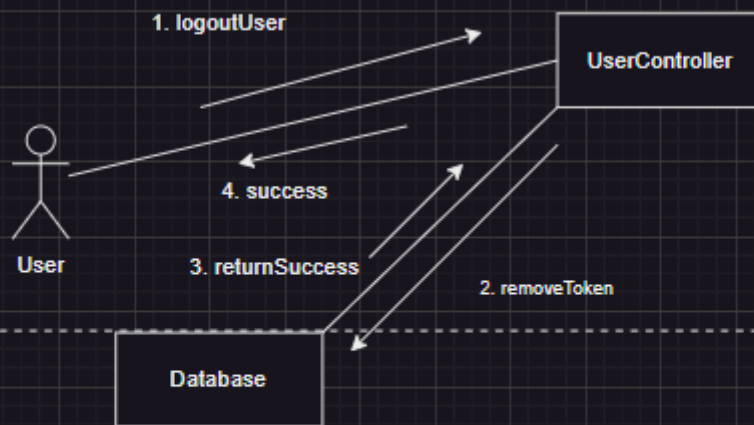 1. logoutUser
UserController
4. success
User
3. returnSuccess
2. removeToken
Database